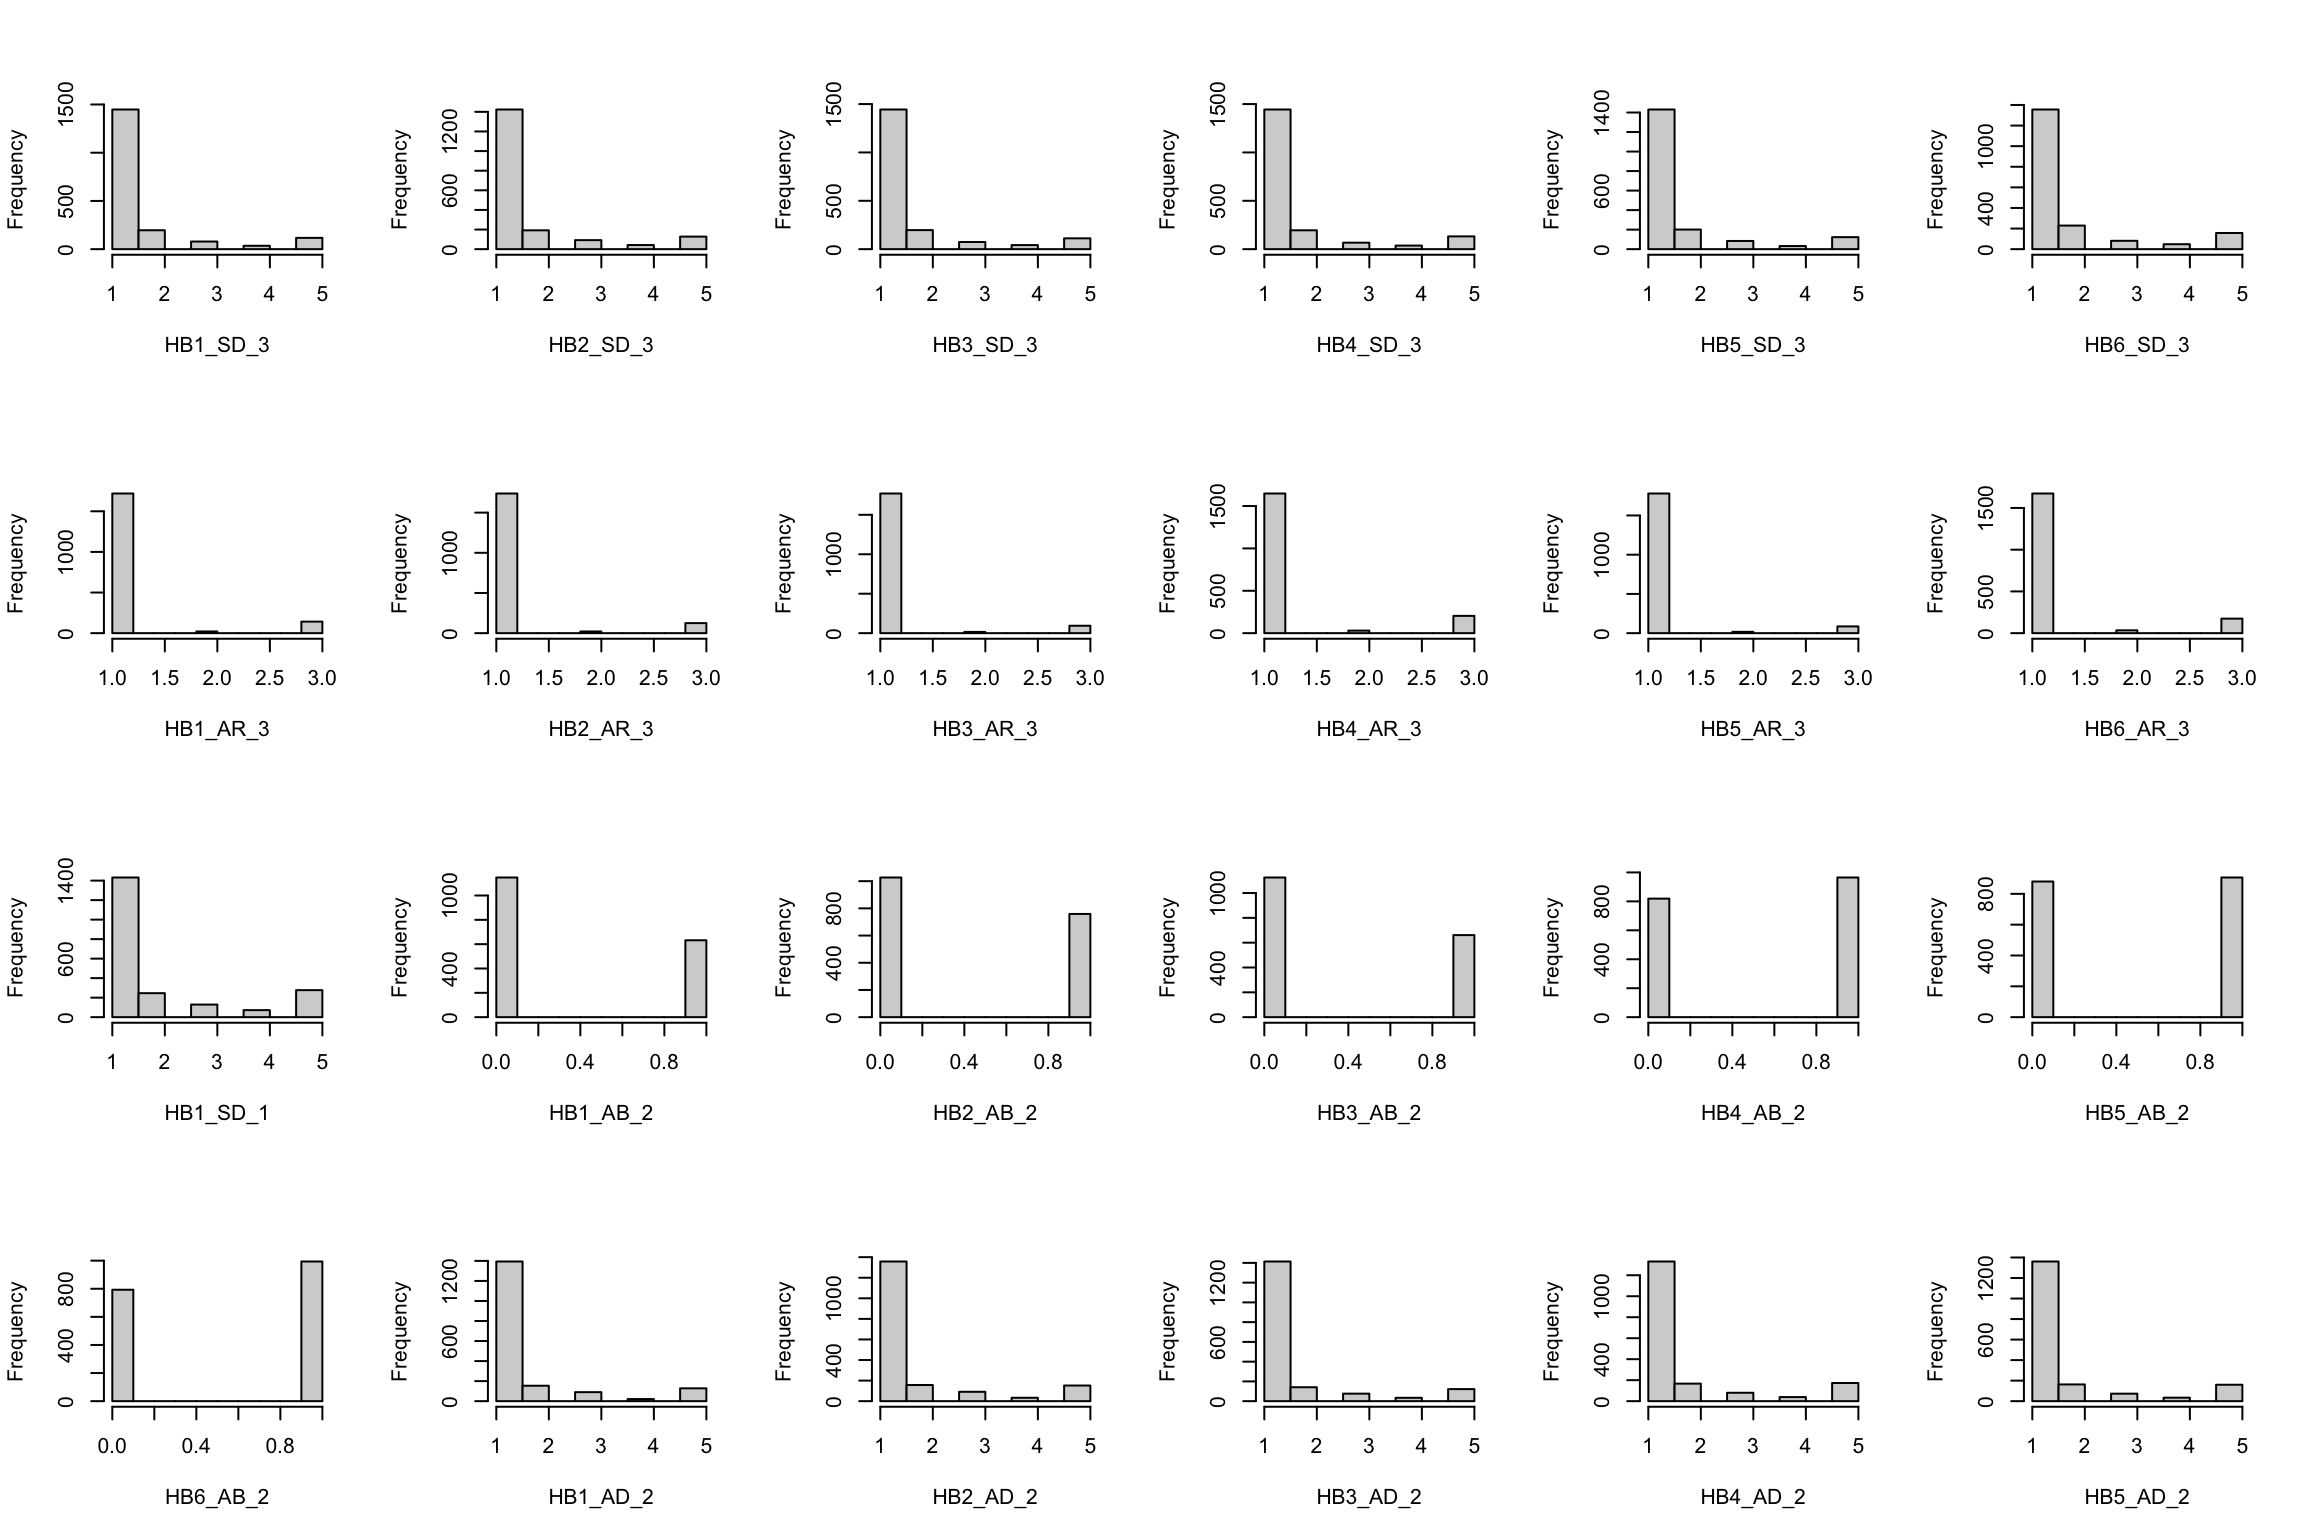 Frequency
0 500 1500
1 2 3 4 5
HB1_SD_3
Frequency
0 600 1200
1 2 3 4 5
HB2_SD_3
Frequency
0 500 1500
1 2 3 4 5
HB3_SD_3
Frequency
0 500 1500
1 2 3 4 5
HB4_SD_3
Frequency
0 600 1400
1 2 3 4 5
HB5_SD_3
Frequency
0 400 1000
1 2 3 4 5
HB6_SD_3
Frequency
0 1000
1.0 1.5 2.0 2.5 3.0
HB1_AR_3
Frequency
0 1000
1.0 1.5 2.0 2.5 3.0
HB2_AR_3
Frequency
0 1000
1.0 1.5 2.0 2.5 3.0
HB3_AR_3
Frequency
0 500 1500
1.0 1.5 2.0 2.5 3.0
HB4_AR_3
Frequency
0 1000
1.0 1.5 2.0 2.5 3.0
HB5_AR_3
Frequency
0 500 1500
1.0 1.5 2.0 2.5 3.0
HB6_AR_3
Frequency
0 600 1400
1 2 3 4 5
HB1_SD_1
Frequency
0 400 1000
0.0 0.4 0.8
HB1_AB_2
Frequency
0 400 800
0.0 0.4 0.8
HB2_AB_2
Frequency
0 400 1000
0.0 0.4 0.8
HB3_AB_2
Frequency
0 400 800
0.0 0.4 0.8
HB4_AB_2
Frequency
0 400 800
0.0 0.4 0.8
HB5_AB_2
Frequency
0 400 800
0.0 0.4 0.8
HB6_AB_2
Frequency
0 600 1200
1 2 3 4 5
HB1_AD_2
Frequency
0 400 1000
1 2 3 4 5
HB2_AD_2
Frequency
0 600 1200
1 2 3 4 5
HB3_AD_2
Frequency
0 400 1000
1 2 3 4 5
HB4_AD_2
Frequency
0 600 1200
1 2 3 4 5
HB5_AD_2